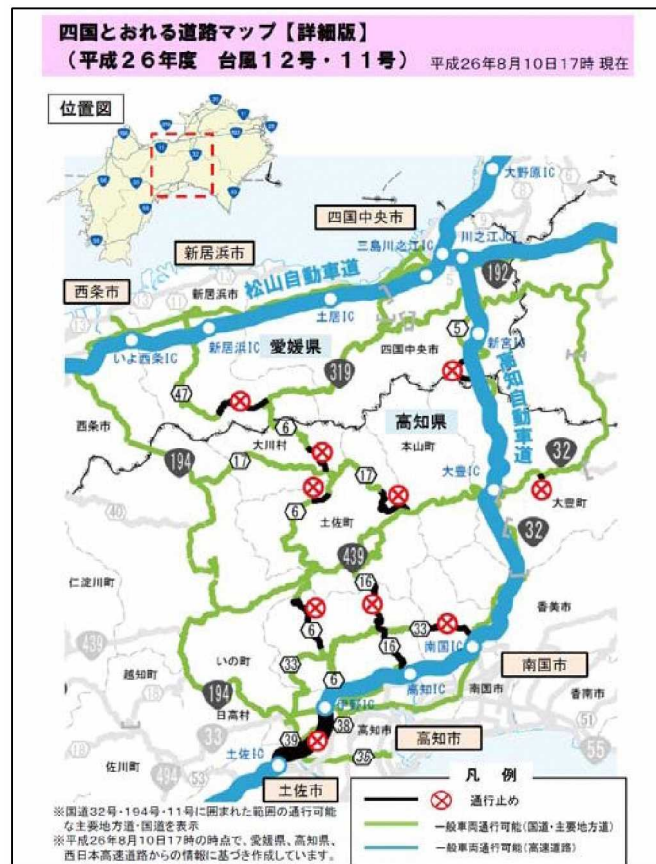 四国とおれる道路マップ【詳細版】
（平成２６年度　台風１２号・１１号） 平成26年8月10日17時 現在
位置図
大野原IC
四国中央市
三島川之江IC
川之江JCT
新居浜市
松山自動車道
192
西条市
新居浜市
土居IC
いよ西条IC
新居浜IC
愛媛県
四国中央市
5
新宮IC
高知自動車道
319
47
西条市
大川村
6
高知県
本山町
194
17
17
大豊IC
32
大豊町
40
6
土佐町
32
439
仁淀川町
16
香美市
439
6
16
33
南国IC
33
いの町
越知町
18
6
高知IC
南国市
194
伊野IC
南国市
香南市
日高村
38
高知市
51
33
39
高知市
55
18
土佐IC
36
佐川町
494
53
土佐市
凡 例
通行止め
一般車両通行可能（国道・主要地方道）
一般車両通行可能（高速道路）
※国道32号・194号・11号に囲まれた範囲の通行可能
な主要地方道・国道を表示
※平成26年8月10日17時の時点で、愛媛県、高知県、
西日本高速道路からの情報に基づき作成しています。